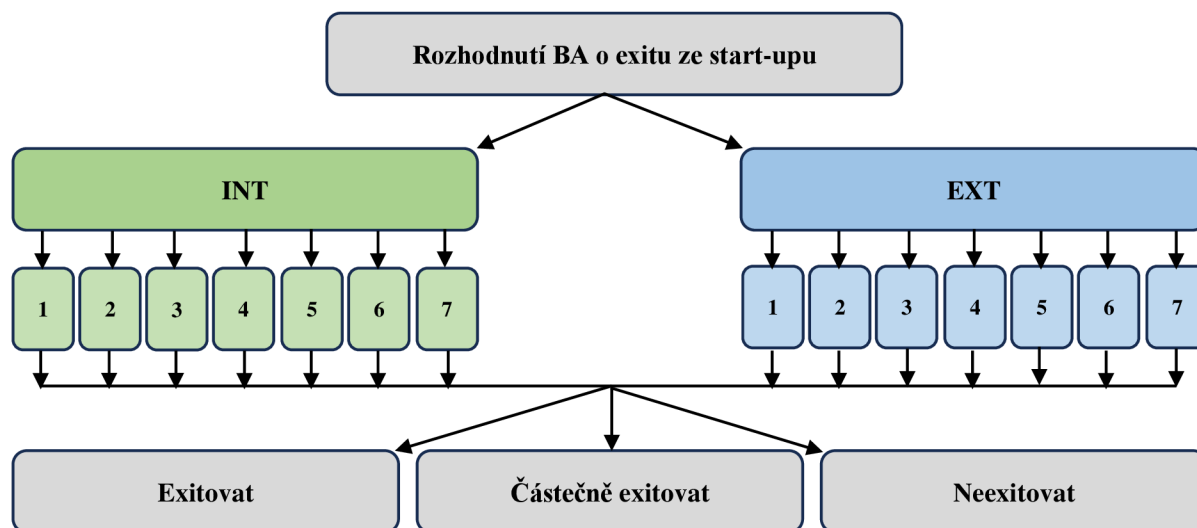 Rozhodnutí BA o exitu ze start-upu
INT
EXT
1 2 3 4 5 6 7
1 2 3 4 5 6 7
Exitovat
Částečně exitovat
Neexitovat